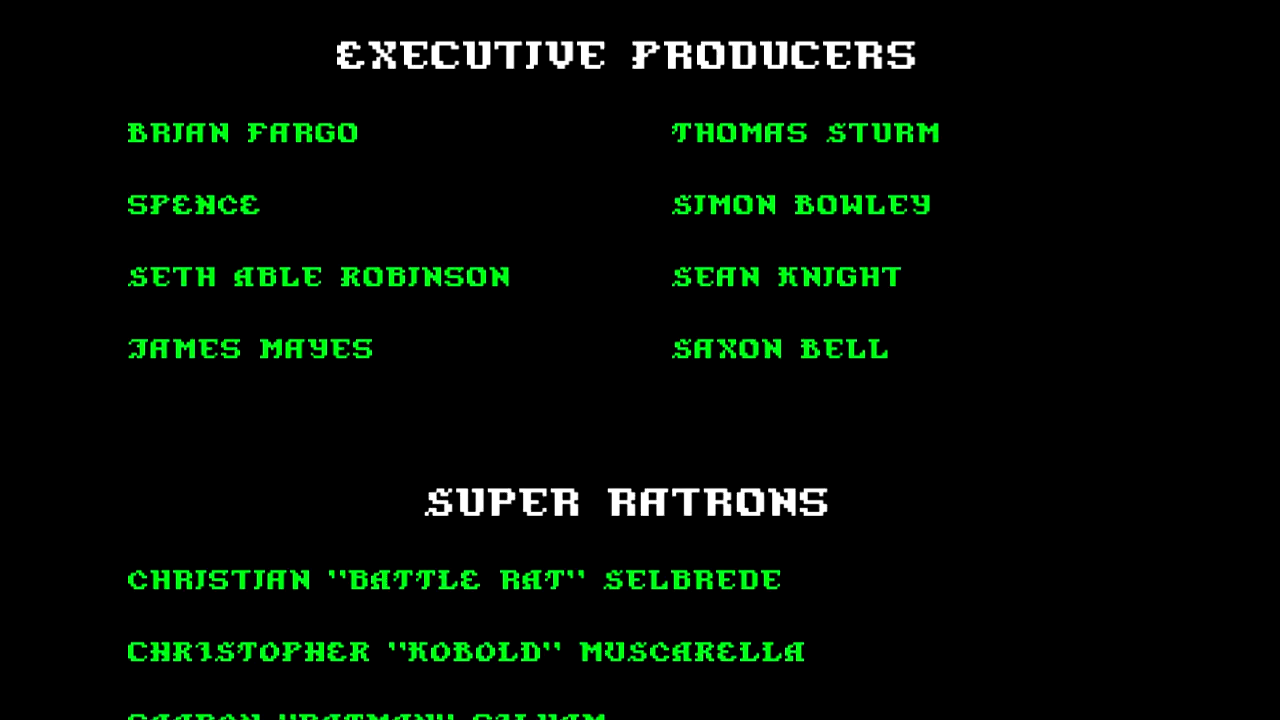 EXECUTIVE PRODUCERS
BRIAN FARGO THOMAS STURM
SPENCE SIMON BOWLEY
SETH ABLE ROBINSON SEAN KNIGHT
JAMES MAYES SAXON BELL
SUPER RATRONS
CHRISTIAN "BATTLE RAT" SELBREDE
CHRISTOPHER "KOBOLD" MUSCARELLA